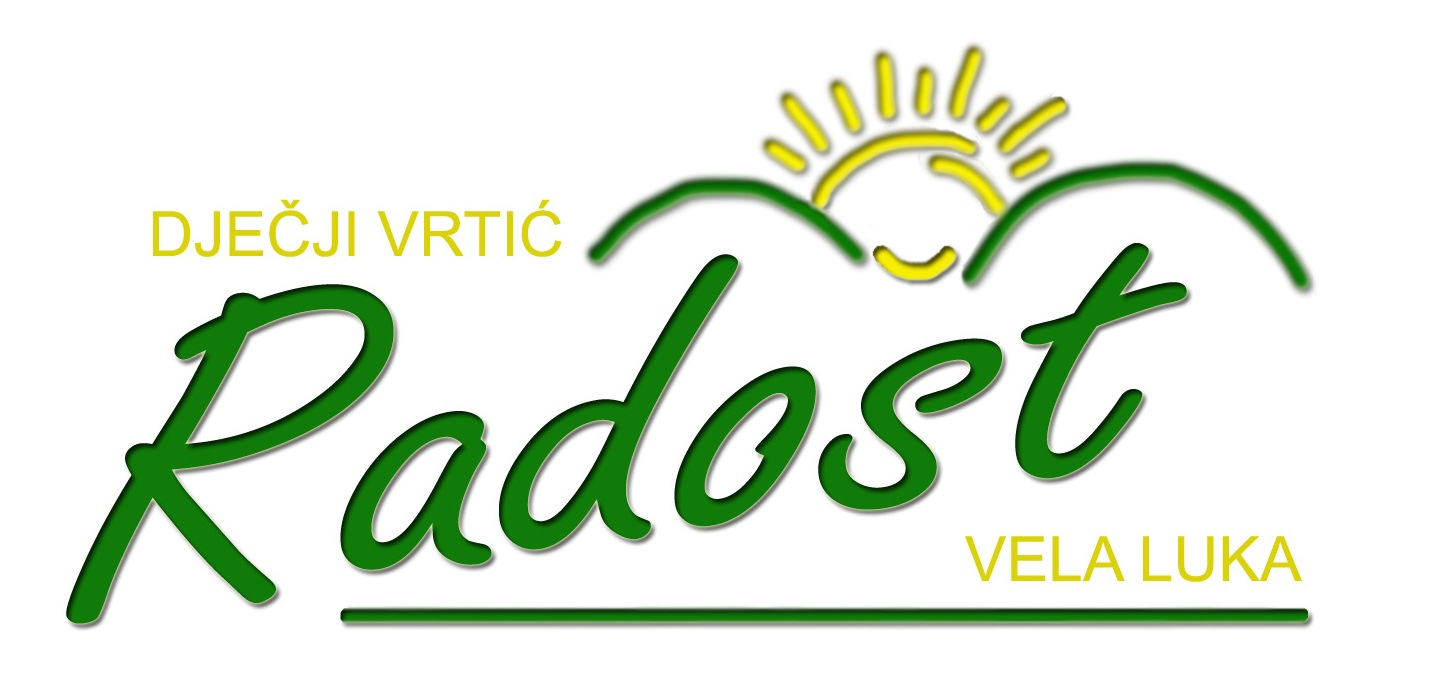 DJEČJI VRTIĆ
Radost
VELA LUKA